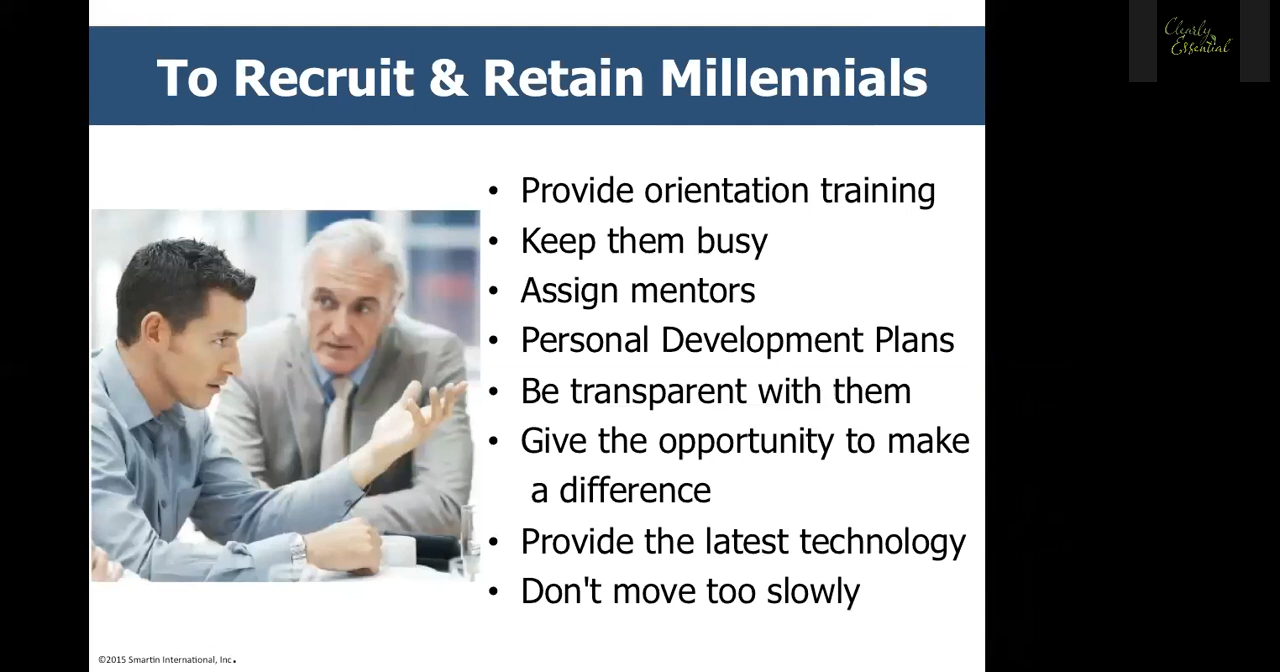 Clearly
Essential
To Recruit & Retain Millennials
• Provide orientation training
• Keep them busy
• Assign mentors
• Personal Development Plans
• Be transparent with them
• Give the opportunity to make
a difference
• Provide the latest technology
• Don't move too slowly
©2015 Smartin International, Inc.